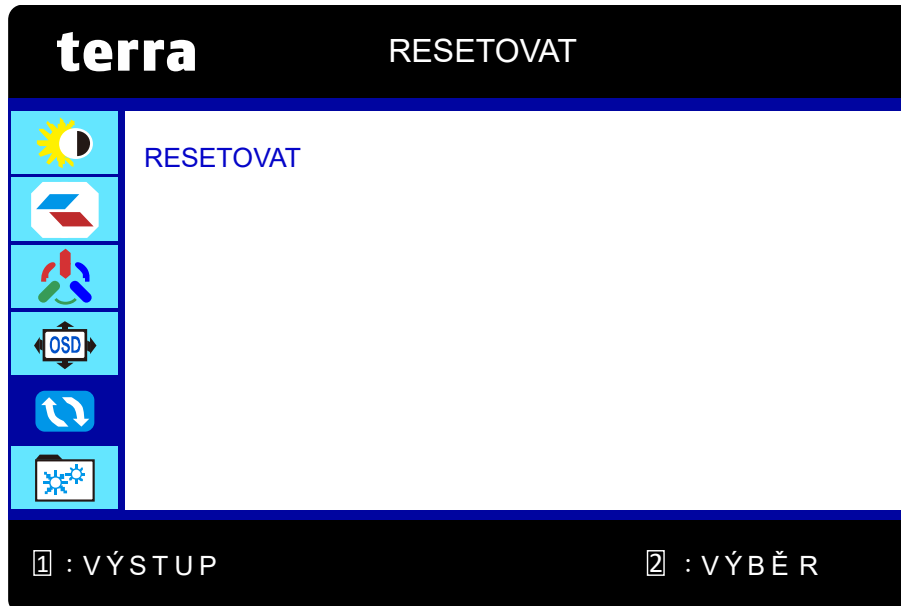 terra
RESETOVAT
RESETOVAT
OSD
1 : VÝSTUP
2 : VÝBĚR